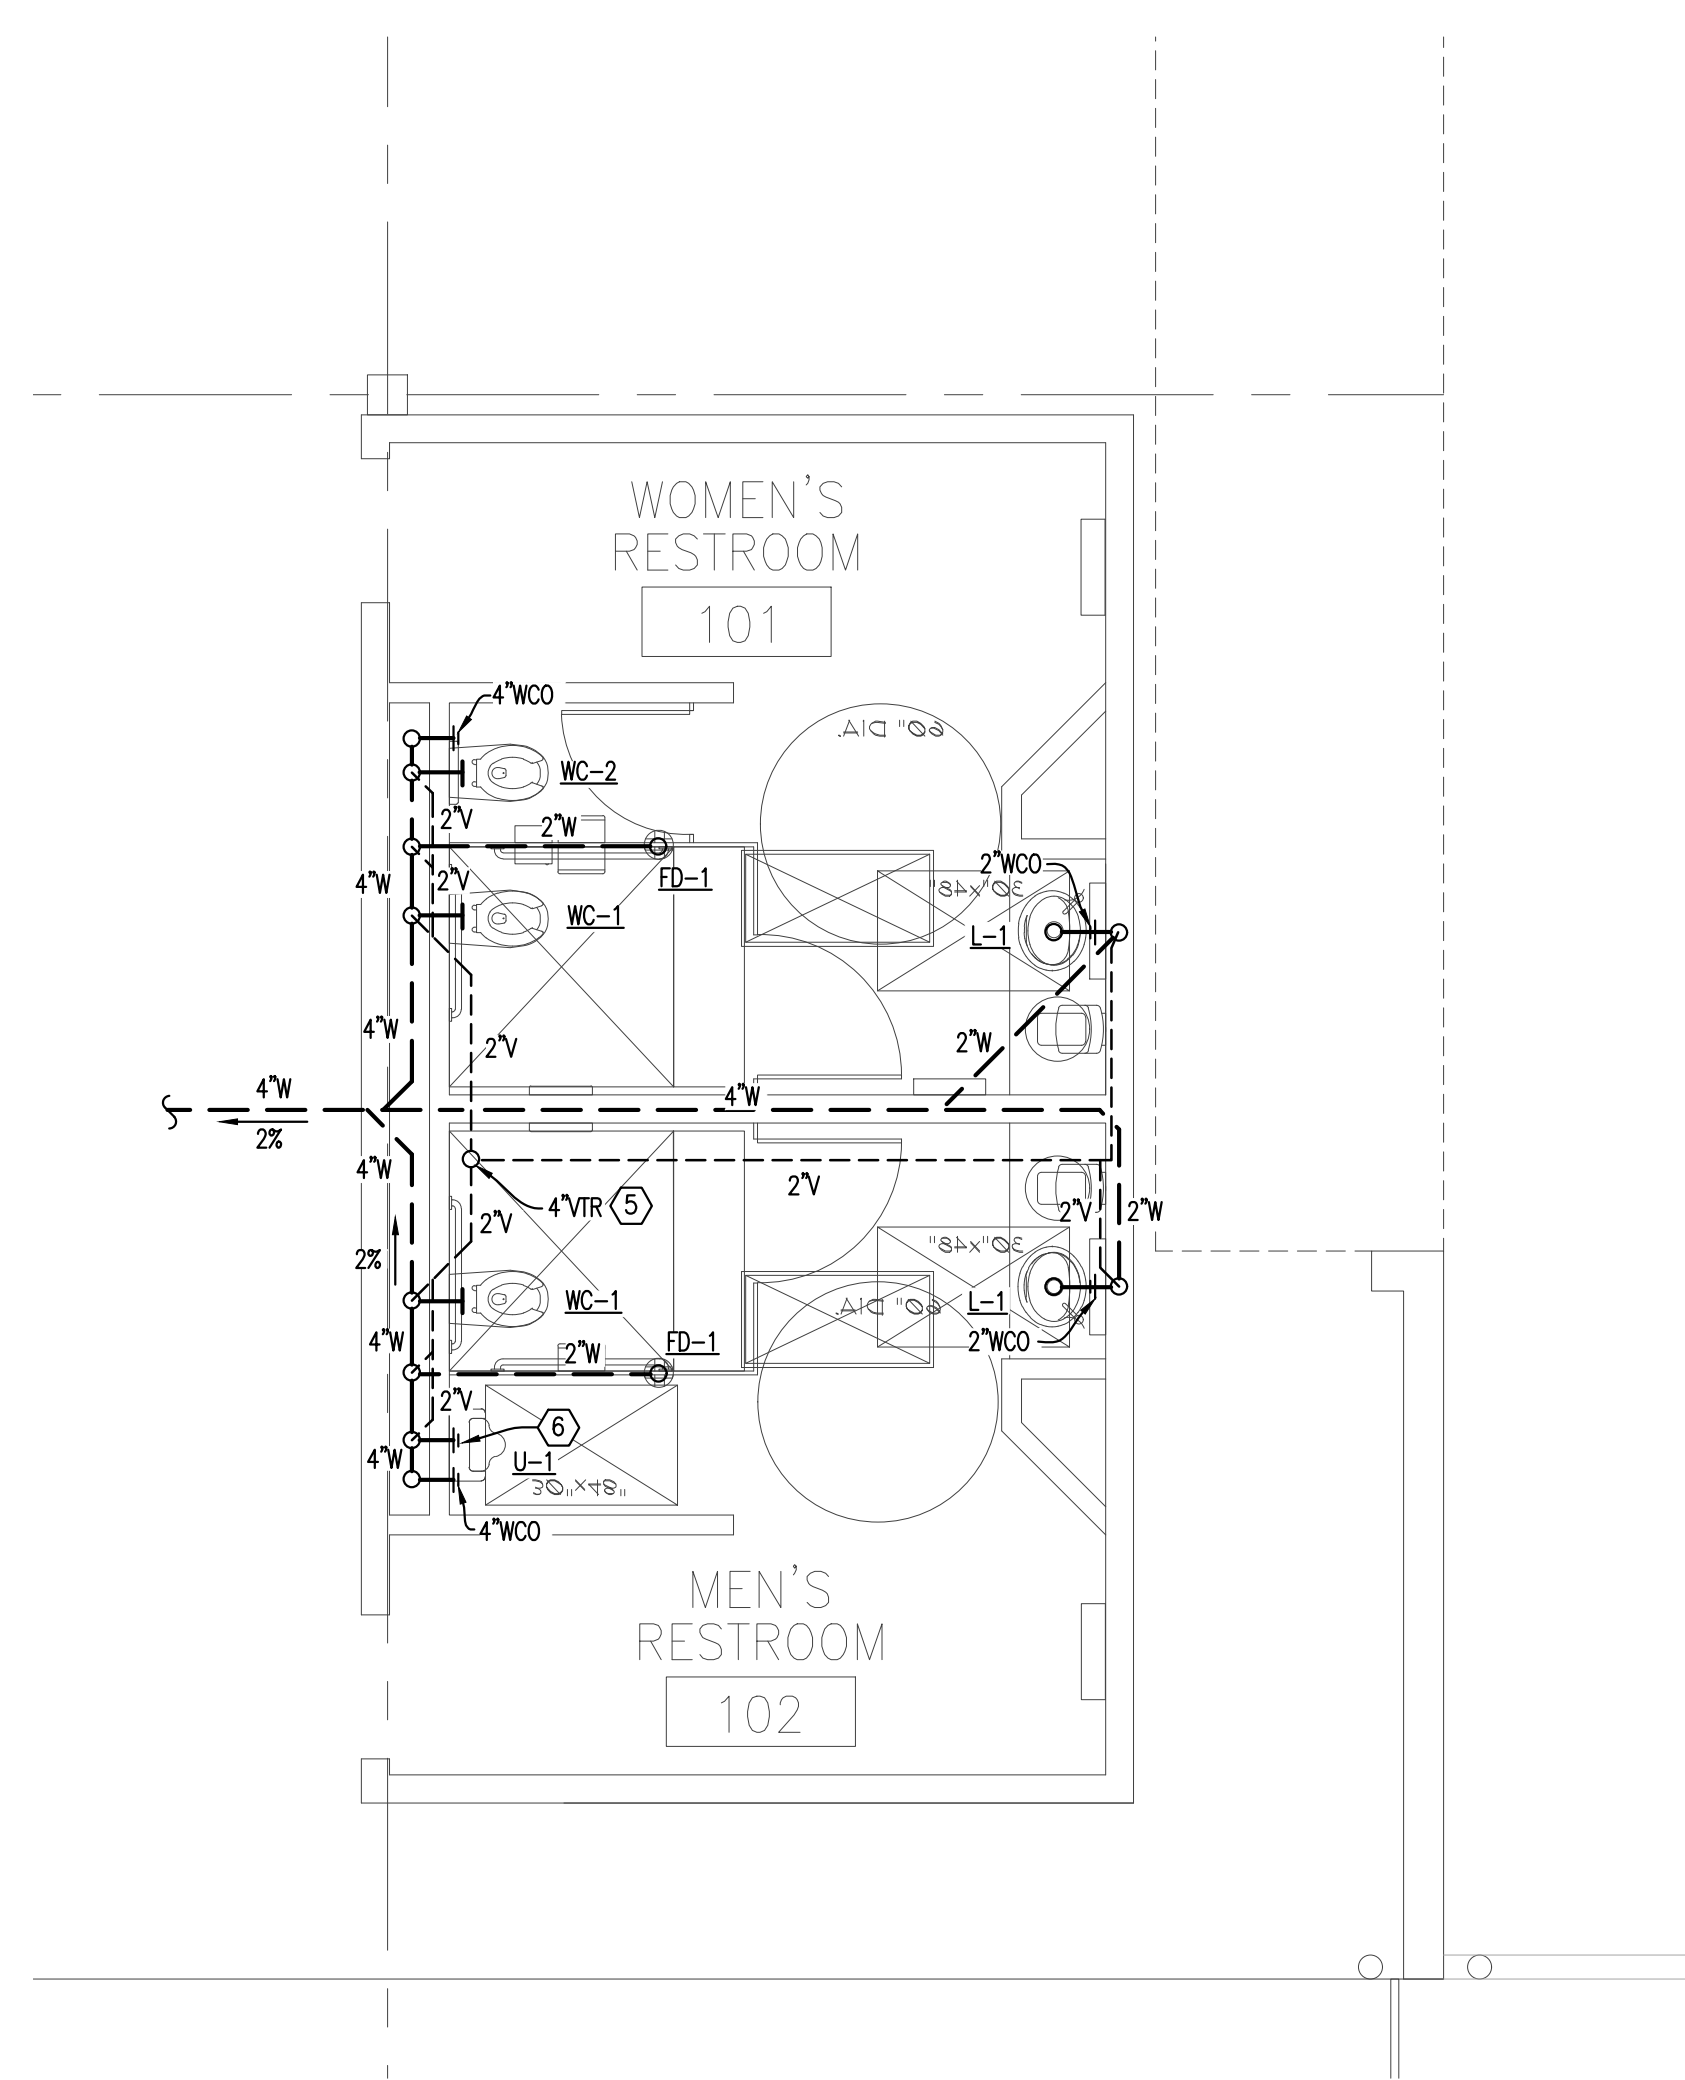 WOMEN'S
RESTROOM
101
4"WCO
60" DIA.
WC-2
2"V
2"W
2"WCO
4"W
2"V
FD-1
30"x48"
WC-1
L-1
4"W
2"V
2"W
4"W
4"W
2%
4"W
2"V
4"VTR
5
2"V
2"V
2"W
2%
30"x48"
WC-1
L-1
60" DIA.
4"W
2"W
FD-1
2"WCO
2"V
6
4"W
U-1
30"x48"
4"WCO
MEN'S
RESTROOM
102